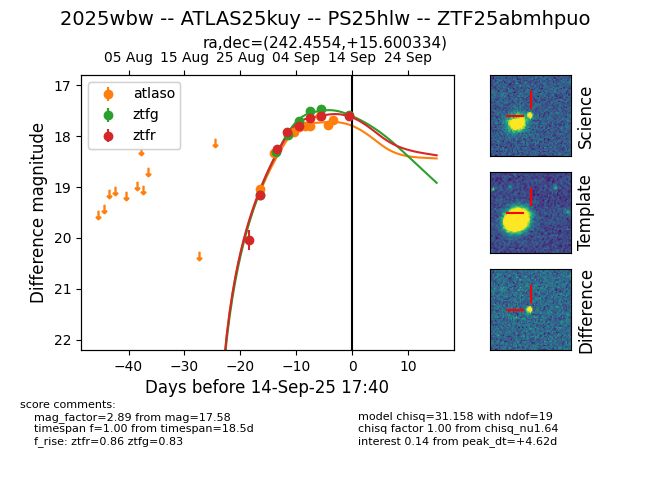 2025wbw -- ATLAS25kuy -- PS25hlw -- ZTF25abmhpuo
ra,dec=(242.4554,+15.600334)
05 Aug 15 Aug 25 Aug 04 Sep 14 Sep 24 Sep
17
18
19
20
21
22
Difference magnitude
atlaso
ztfg
ztfr
−40 −30 −20 −10 0 10
Days before 14-Sep-25 17:40
Science
Template
Difference
score comments:
mag_factor=2.89 from mag=17.58
timespan f=1.00 from timespan=18.5d
f_rise: ztfr=0.86 ztfg=0.83
model chisq=31.158 with ndof=19
chisq factor 1.00 from chisq_nu1.64
interest 0.14 from peak_dt=+4.62d